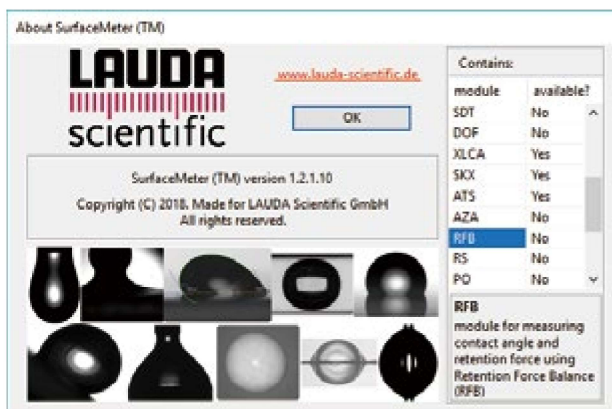 About SurfaceMeter (TM)
LAUDA
scientific
www.lauda-scientific.de
OK
SurfaceMeter (TM) version 1.2.1.10
Copyright (C) 2018. Made for LAUDA Scientific GmbH
All rights reserved.
Contains:
module available?
SDT No
DOF No
XLCA Yes
SKX Yes
ATS Yes
AZA No
RFB No
RS No
PO No
RFB
module for measuring
contact angle and
retention force using
Retention Force Balance
(RFB)